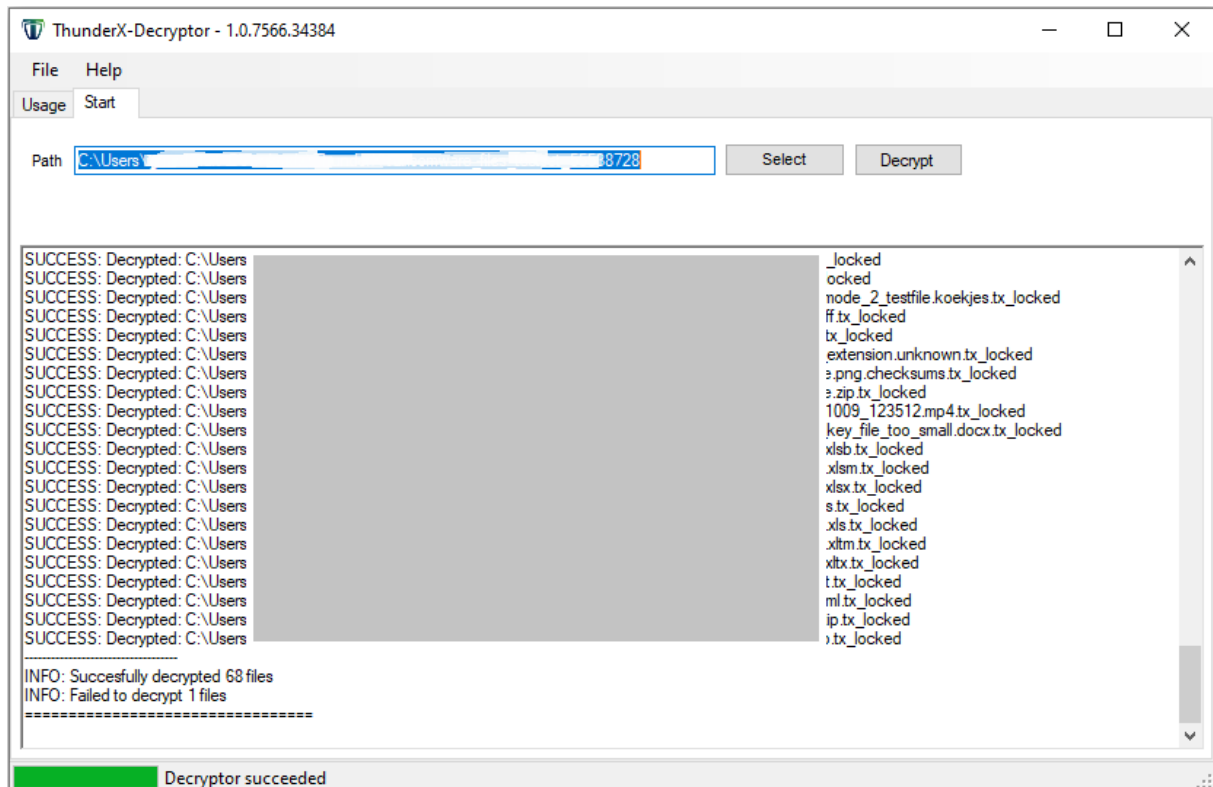 ThunderX-Decryptor - 1.0.7566.34384
File Help
Usage Start
Path C:\Users\ 88728 Select Decrypt
SUCCESS: Decrypted: C:\Users _locked
SUCCESS: Decrypted: C:\Users ocked
SUCCESS: Decrypted: C:\Users mode_2_testfile.koekjes.tx_locked
SUCCESS: Decrypted: C:\Users ff.tx_locked
SUCCESS: Decrypted: C:\Users tx_locked
SUCCESS: Decrypted: C:\Users _extension.unknown.tx_locked
SUCCESS: Decrypted: C:\Users e.png.checksums.tx_locked
SUCCESS: Decrypted: C:\Users e.zip.tx_locked
SUCCESS: Decrypted: C:\Users 1009_123512.mp4.tx_locked
SUCCESS: Decrypted: C:\Users _key_file_too_small.docx.tx_locked
SUCCESS: Decrypted: C:\Users xlsb.tx_locked
SUCCESS: Decrypted: C:\Users .xlsm.tx_locked
SUCCESS: Decrypted: C:\Users xlsx.tx_locked
SUCCESS: Decrypted: C:\Users s.tx_locked
SUCCESS: Decrypted: C:\Users .xls.tx_locked
SUCCESS: Decrypted: C:\Users .xltm.tx_locked
SUCCESS: Decrypted: C:\Users xltx.tx_locked
SUCCESS: Decrypted: C:\Users t.tx_locked
SUCCESS: Decrypted: C:\Users ml.tx_locked
SUCCESS: Decrypted: C:\Users ip.tx_locked
SUCCESS: Decrypted: C:\Users .tx_locked
-----------------------------------
INFO: Succesfully decrypted 68 files
INFO: Failed to decrypt 1 files
=================================
Decryptor succeeded